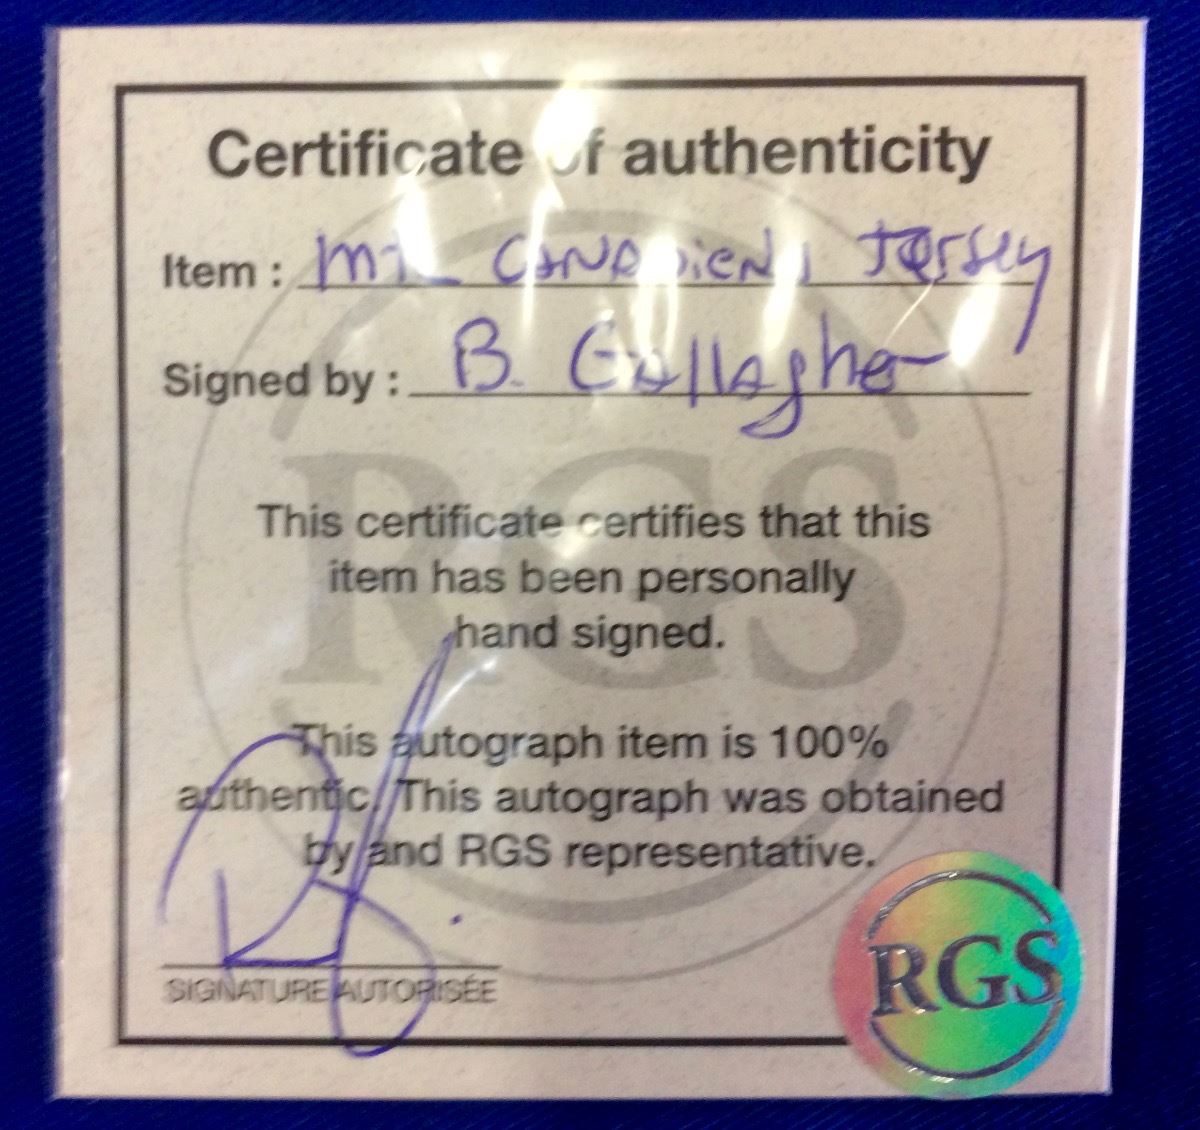 Certificate of authenticity
Item : MTL CANADIENS Jersey
Signed by : B. Gallagher
RGS
This certificate certifies that this
item has been personally
hand signed.
This autograph item is 100%
authentic. This autograph was obtained
by and RGS representative.
SIGNATURE AUTORISÉE
RGS